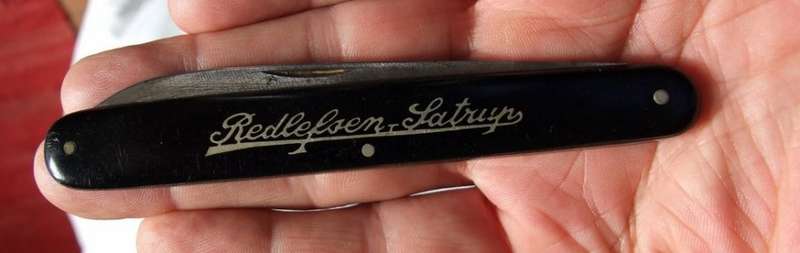 Redlefsen, Satrup